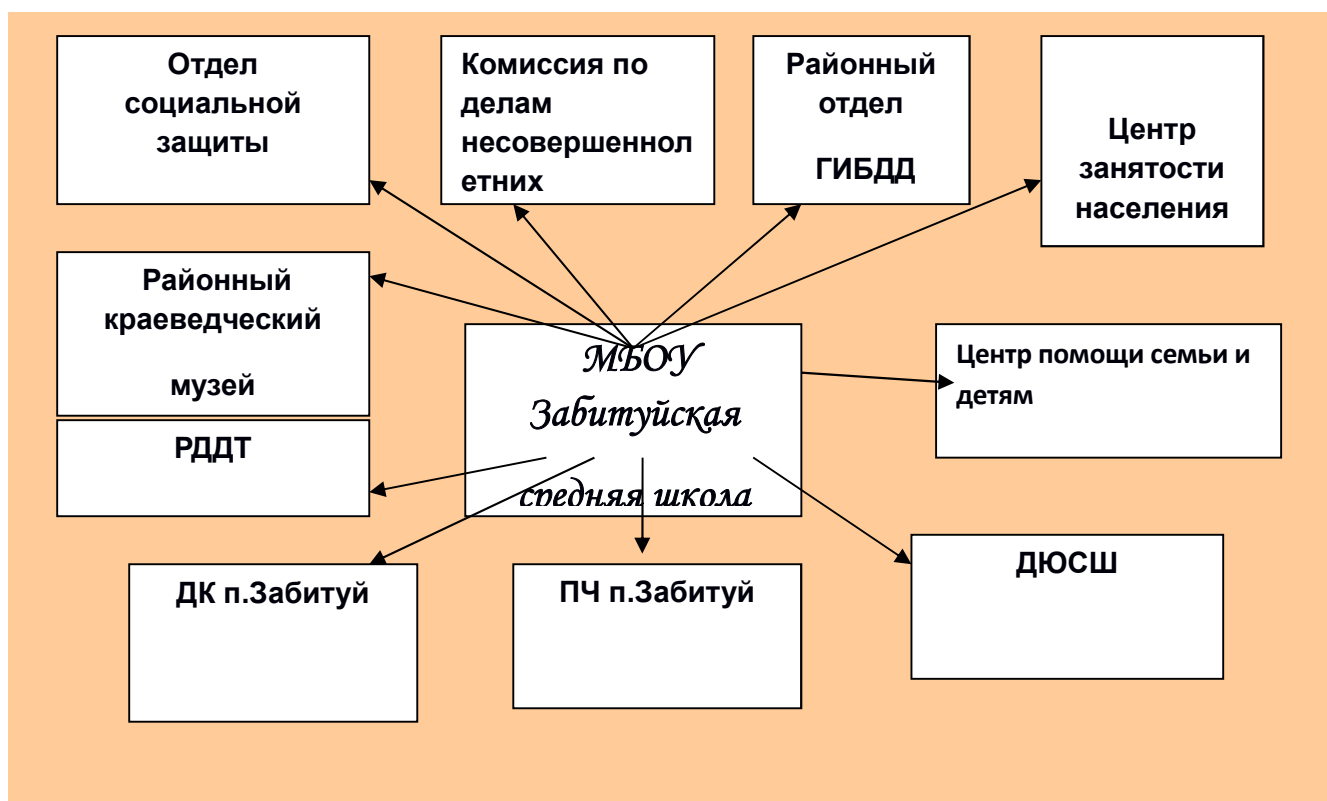 Отдел
социальной
защиты
Комиссия по
делам
несовершеннол
етних
Районный
отдел
ГИБДД
Центр
занятости
населения
Районный
краеведческий
музей
МБОУ
Забитуйская
средняя школа
Центр помощи семьи и
детям
РДДТ
ДК п.Забитуй
ПЧ п.Забитуй
ДЮСШ